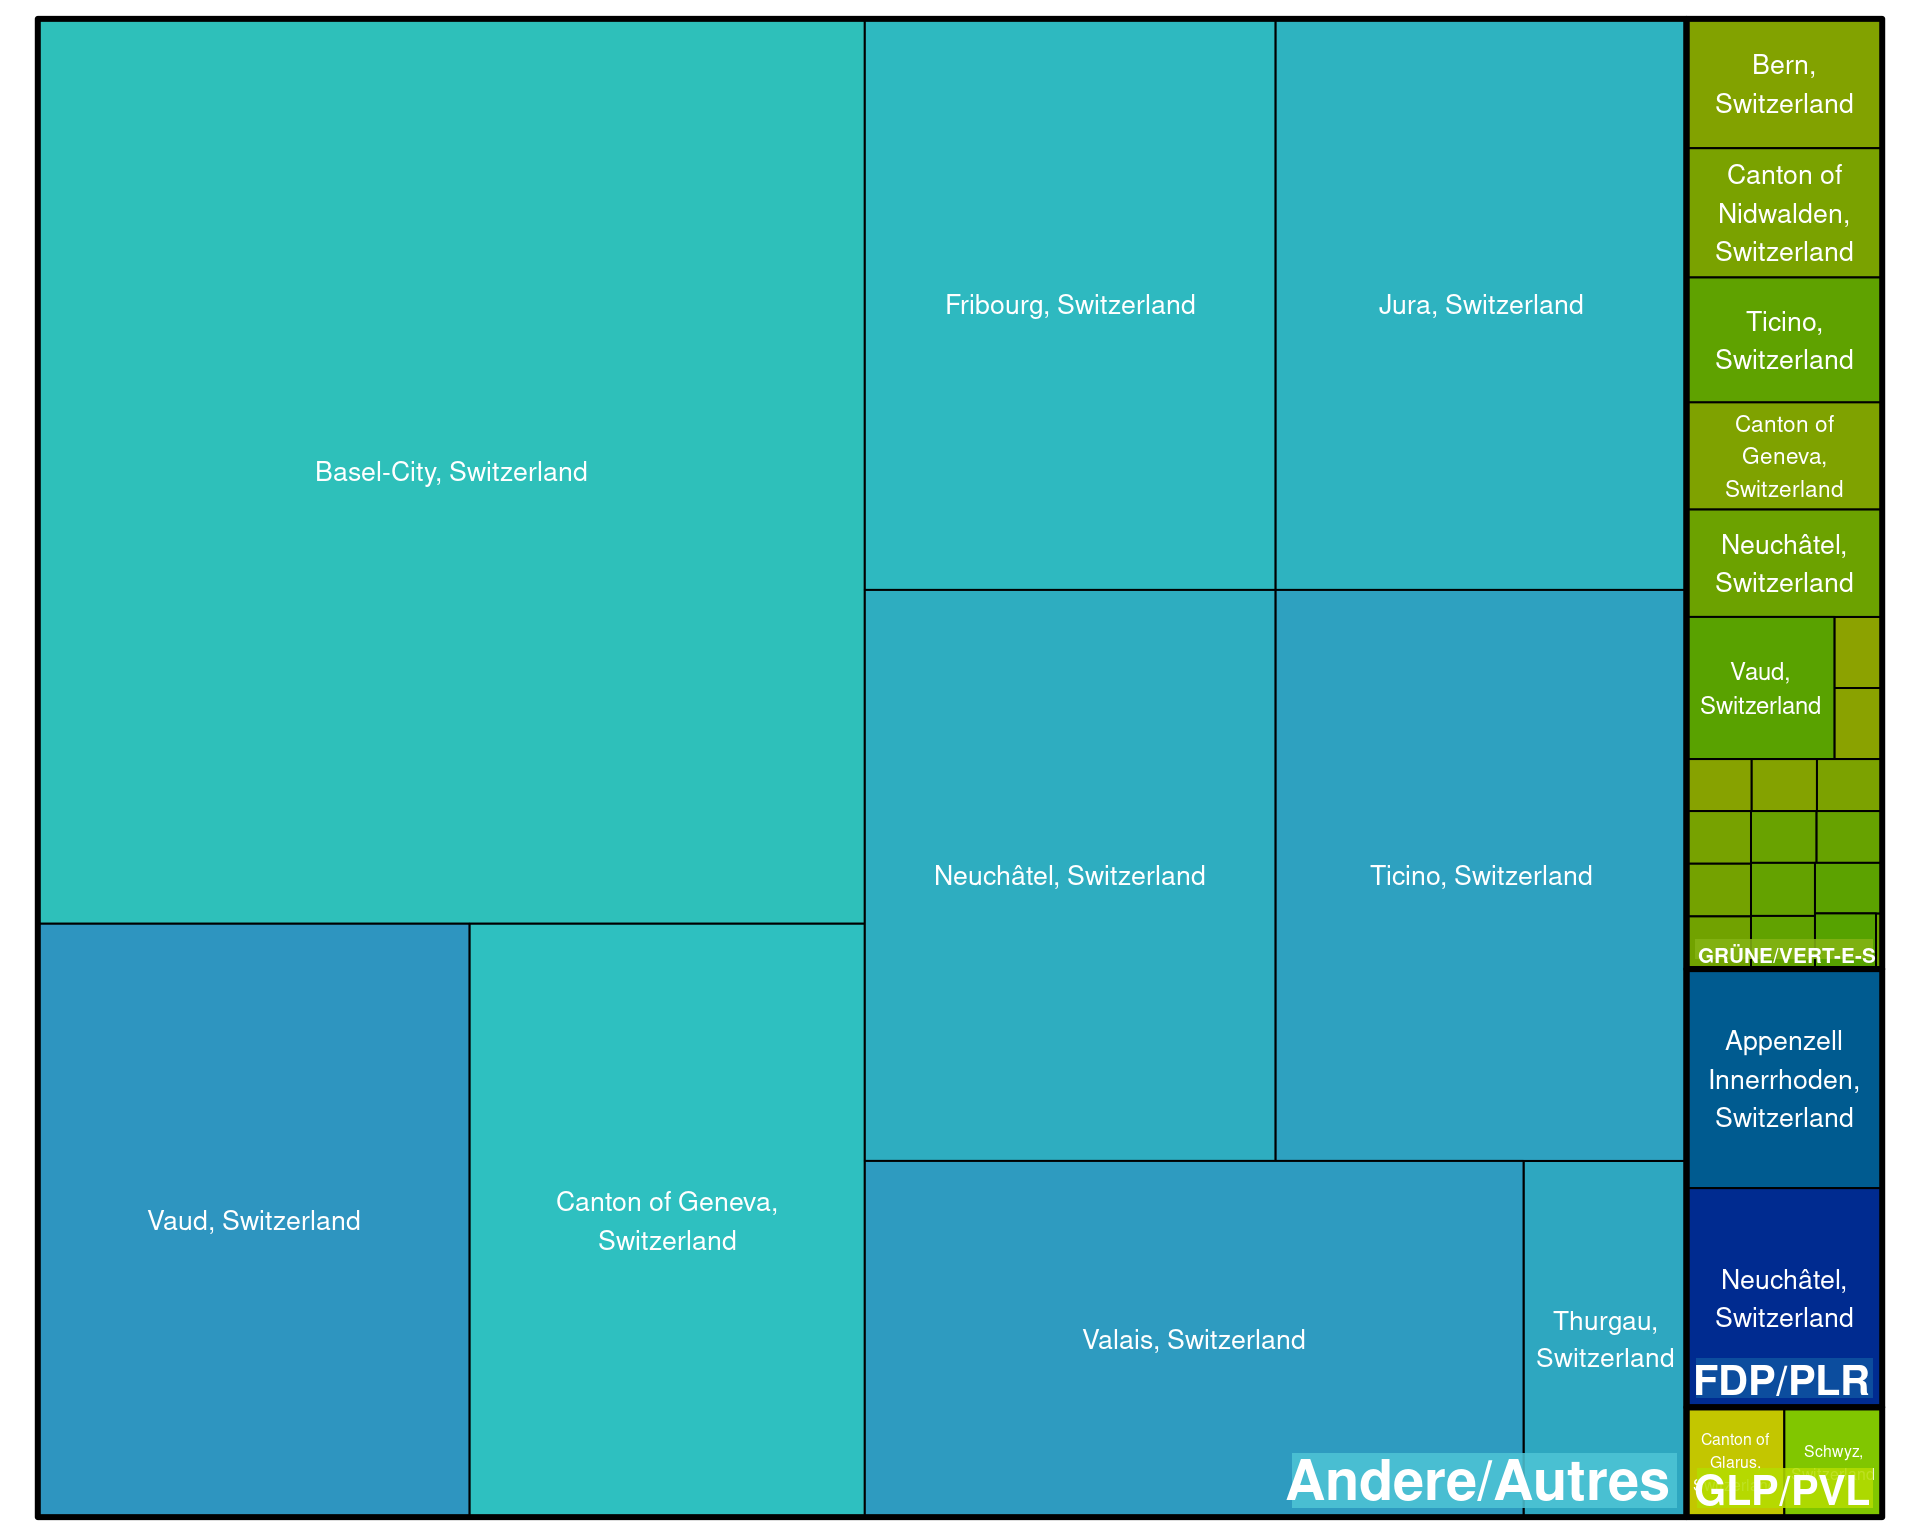 Basel-City, Switzerland
Fribourg, Switzerland
Jura, Switzerland
Neuchâtel, Switzerland
Ticino, Switzerland
Vaud, Switzerland
Canton of Geneva,
Switzerland
Valais, Switzerland
Thurgau,
Switzerland
Andere/Autres
Bern,
Switzerland
Canton of
Nidwalden,
Switzerland
Ticino,
Switzerland
Canton of
Geneva,
Switzerland
Neuchâtel,
Switzerland
Vaud,
Switzerland
GRÜNE/VERT-E-S
Appenzell
Innerrhoden,
Switzerland
Neuchâtel,
Switzerland
FDP/PLR
Canton of
Glarus,
Schwyz,
GLP/PVL